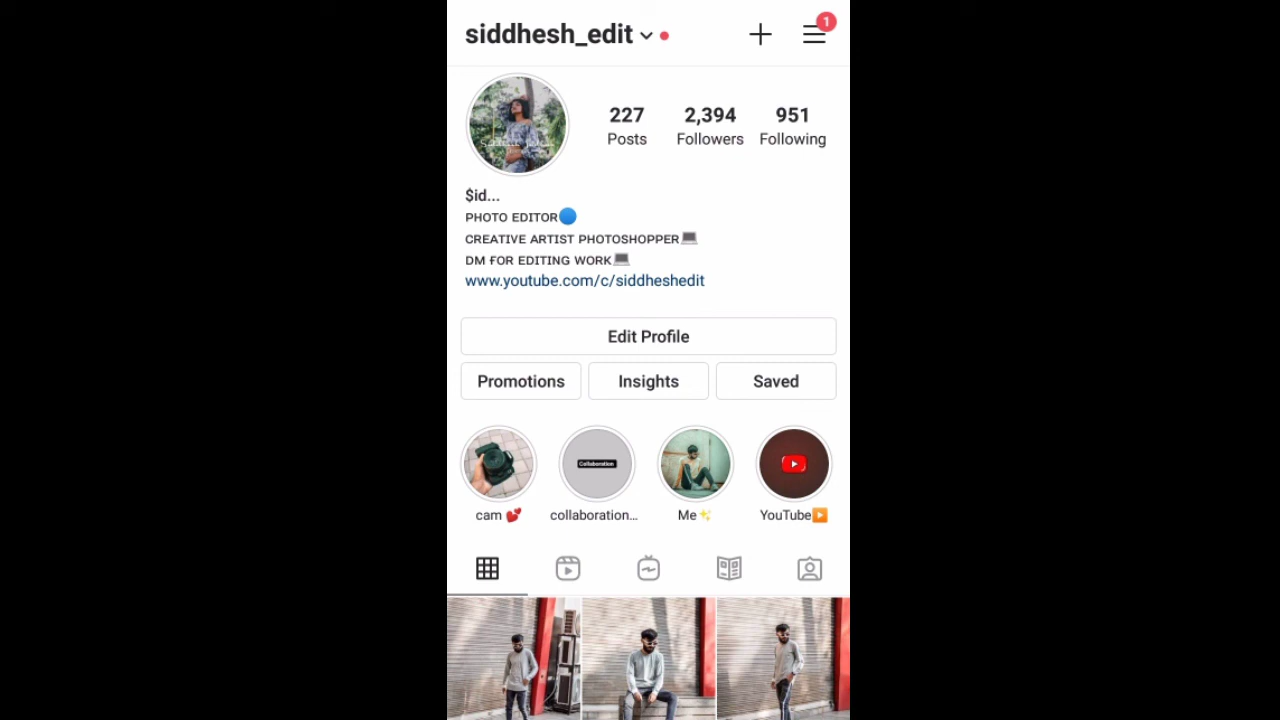 siddhesh_edit
1
227
Posts
2,394
Followers
951
Following
$id...
PHOTO EDITOR🔵
CREATIVE ARTIST PHOTOSHOPPER💻
DM FOR EDITING WORK💻
www.youtube.com/c/siddheshedit
Edit Profile
Promotions
Insights
Saved
Collaboration
cam 💕
collaboration...
Me✨
YouTube▶️